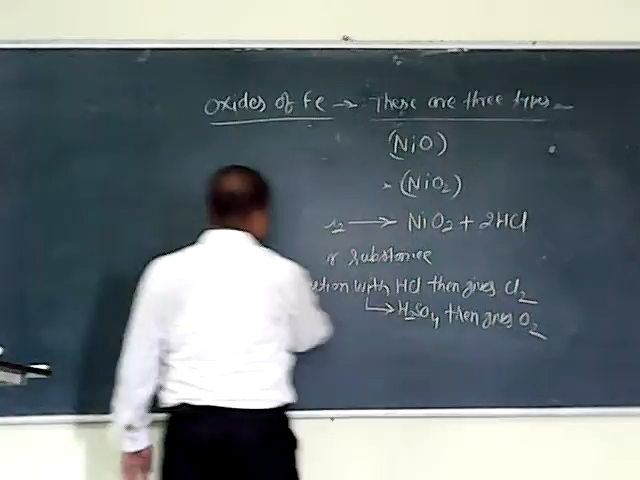 Oxides of Fe → These are three types
(NiO)
(NiO₂)
→ NiO₂ + 2HCl
substance
with HCl then gives Cl₂
↳ H₂SO₄ then gives O₂